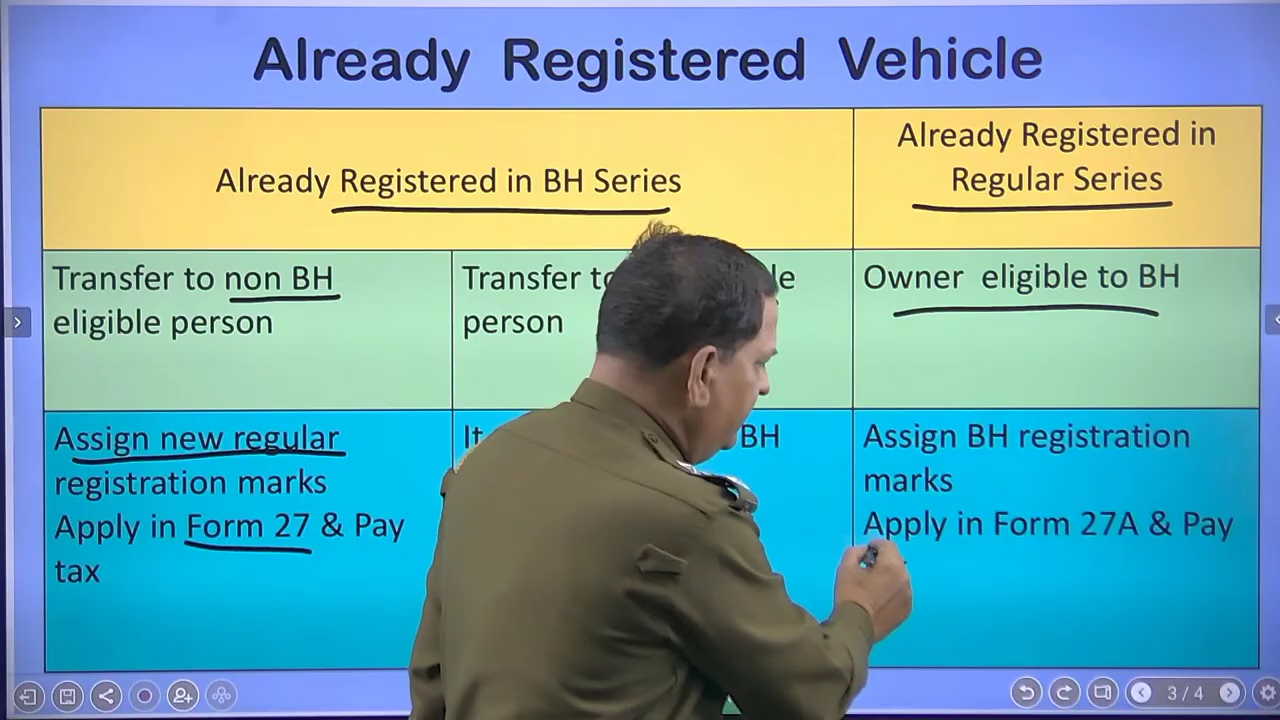 Already Registered Vehicle
Already Registered in BH Series
Already Registered in
Regular Series
Transfer to non BH
eligible person
Transfer to
person
Owner eligible to BH
Assign new regular
registration marks
Apply in Form 27 & Pay
tax
It
BH
Assign BH registration
marks
Apply in Form 27A & Pay
3 / 4